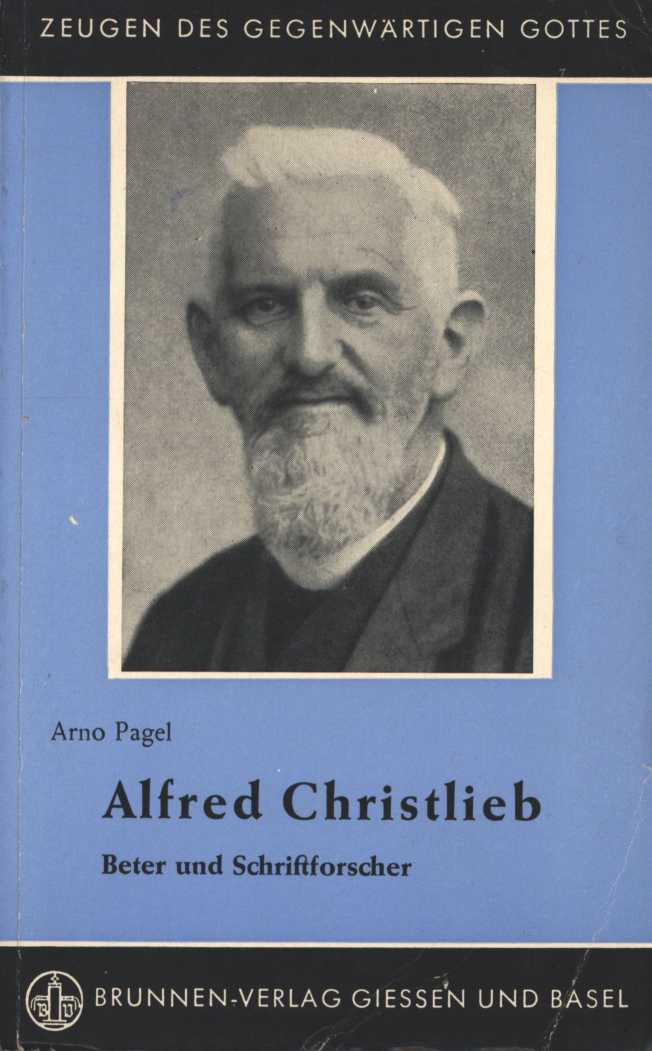 ZEUGEN DES GEGENWÄRTIGEN GOTTES
Arno Pagel
Alfred Christlieb
Beter und Schriftforscher
BRUNNEN-VERLAG GIESSEN UND BASEL